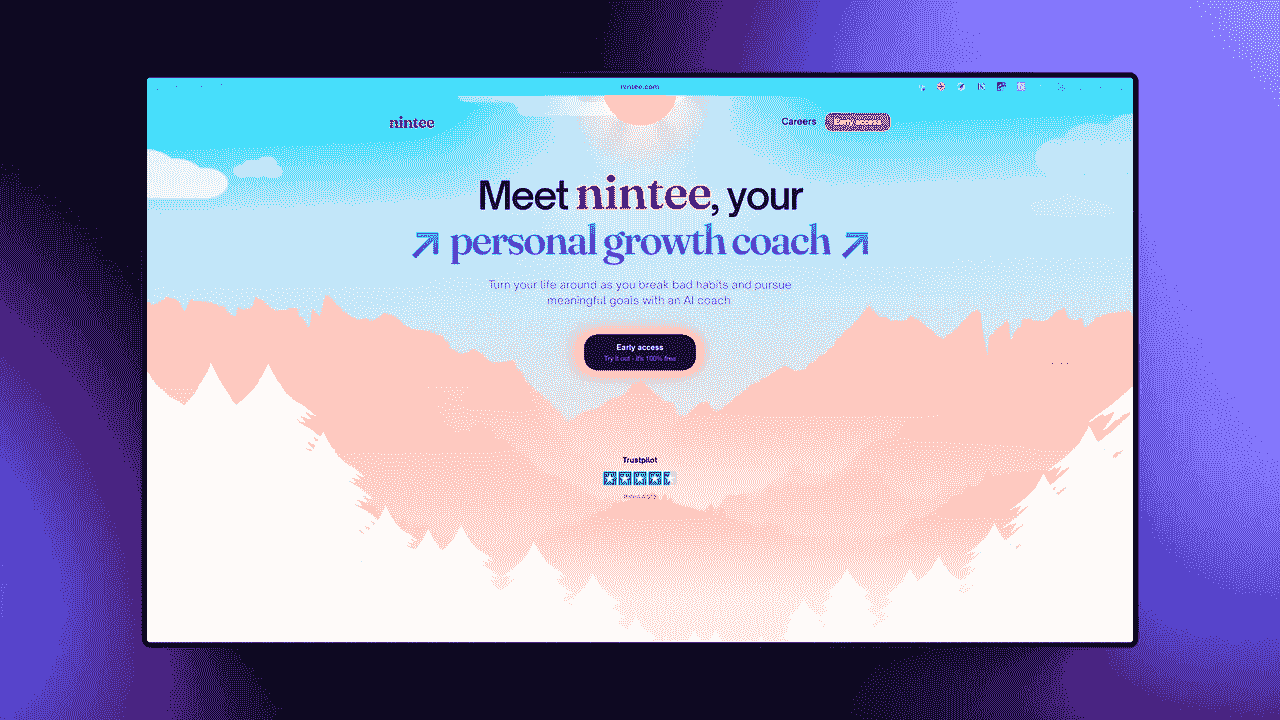 nintee.com
nintee
Careers
Early access
Meet nintee, your
↗ personal growth coach ↗
Turn your life around as you break bad habits and pursue
meaningful goals with an AI coach
Early access
Try it out - it's 100% free
Trustpilot